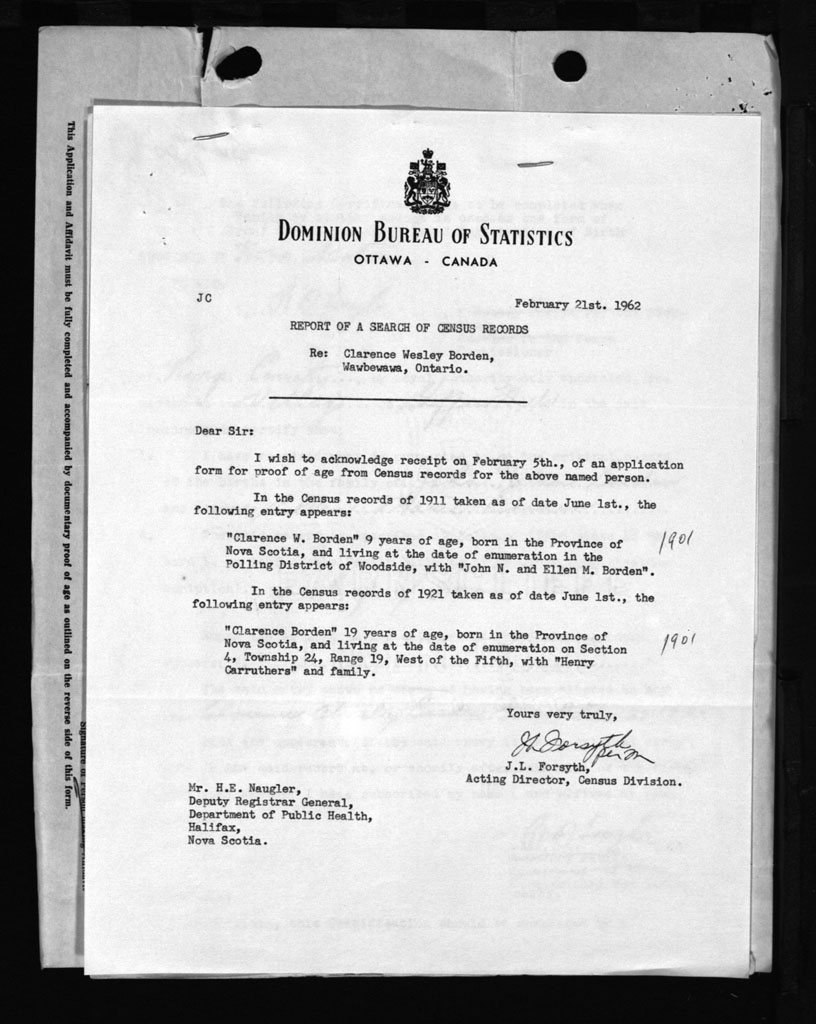 DOMINION BUREAU OF STATISTICS
OTTAWA - CANADA
JC
February 21st. 1962
REPORT OF A SEARCH OF CENSUS RECORDS
Re: Clarence Wesley Borden,
Wawbewawa, Ontario.
Dear Sir:
I wish to acknowledge receipt on February 5th., of an application
form for proof of age from Census records for the above named person.
In the Census records of 1911 taken as of date June 1st., the
following entry appears:
"Clarence W. Borden" 9 years of age, born in the Province of
Nova Scotia, and living at the date of enumeration in the
Polling District of Woodside, with "John N. and Ellen M. Borden".
1901
In the Census records of 1921 taken as of date June 1st., the
following entry appears:
"Clarence Borden" 19 years of age, born in the Province of
Nova Scotia, and living at the date of enumeration on Section
4, Township 24, Range 19, West of the Fifth, with "Henry
Carruthers" and family.
1901
Yours very truly,
JL Forsyth
J.L. Forsyth,
Acting Director, Census Division.
Mr. H.E. Naugler,
Deputy Registrar General,
Department of Public Health,
Halifax,
Nova Scotia.
This Application and Affidavit must be fully completed and accompanied by documentary proof of age as outlined on the reverse side of this form.
Signature of